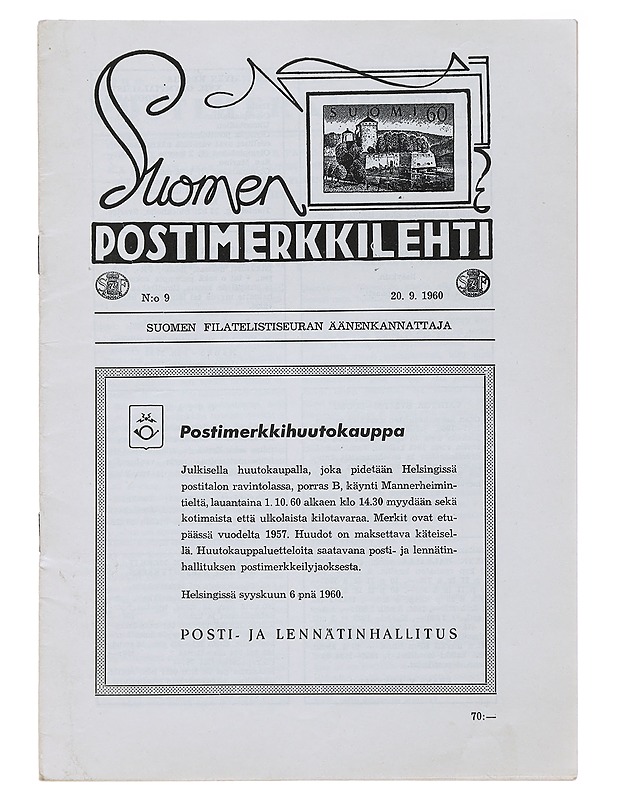 Suomen
SUOMI 60
POSTIMERKKILEHTI
N:o 9 20. 9. 1960
SUOMEN FILATELISTISEURAN ÄÄNENKANNATTAJA
Postimerkkihuutokauppa
Julkisella huutokaupalla, joka pidetään Helsingissä
postitalon ravintolassa, porras B, käynti Mannerheimin-
tieltä, lauantaina 1. 10. 60 alkaen klo 14.30 myydään sekä
kotimaista että ulkolaista kilotavaraa. Merkit ovat etu-
päässä vuodelta 1957. Huudot on maksettava käteisel-
lä. Huutokauppaluetteloita saatavana posti- ja lennätin-
hallituksen postimerkkeilyjaoksesta.
Helsingissä syyskuun 6 pnä 1960.
POSTI- JA LENNÄTINHALLITUS
70:—